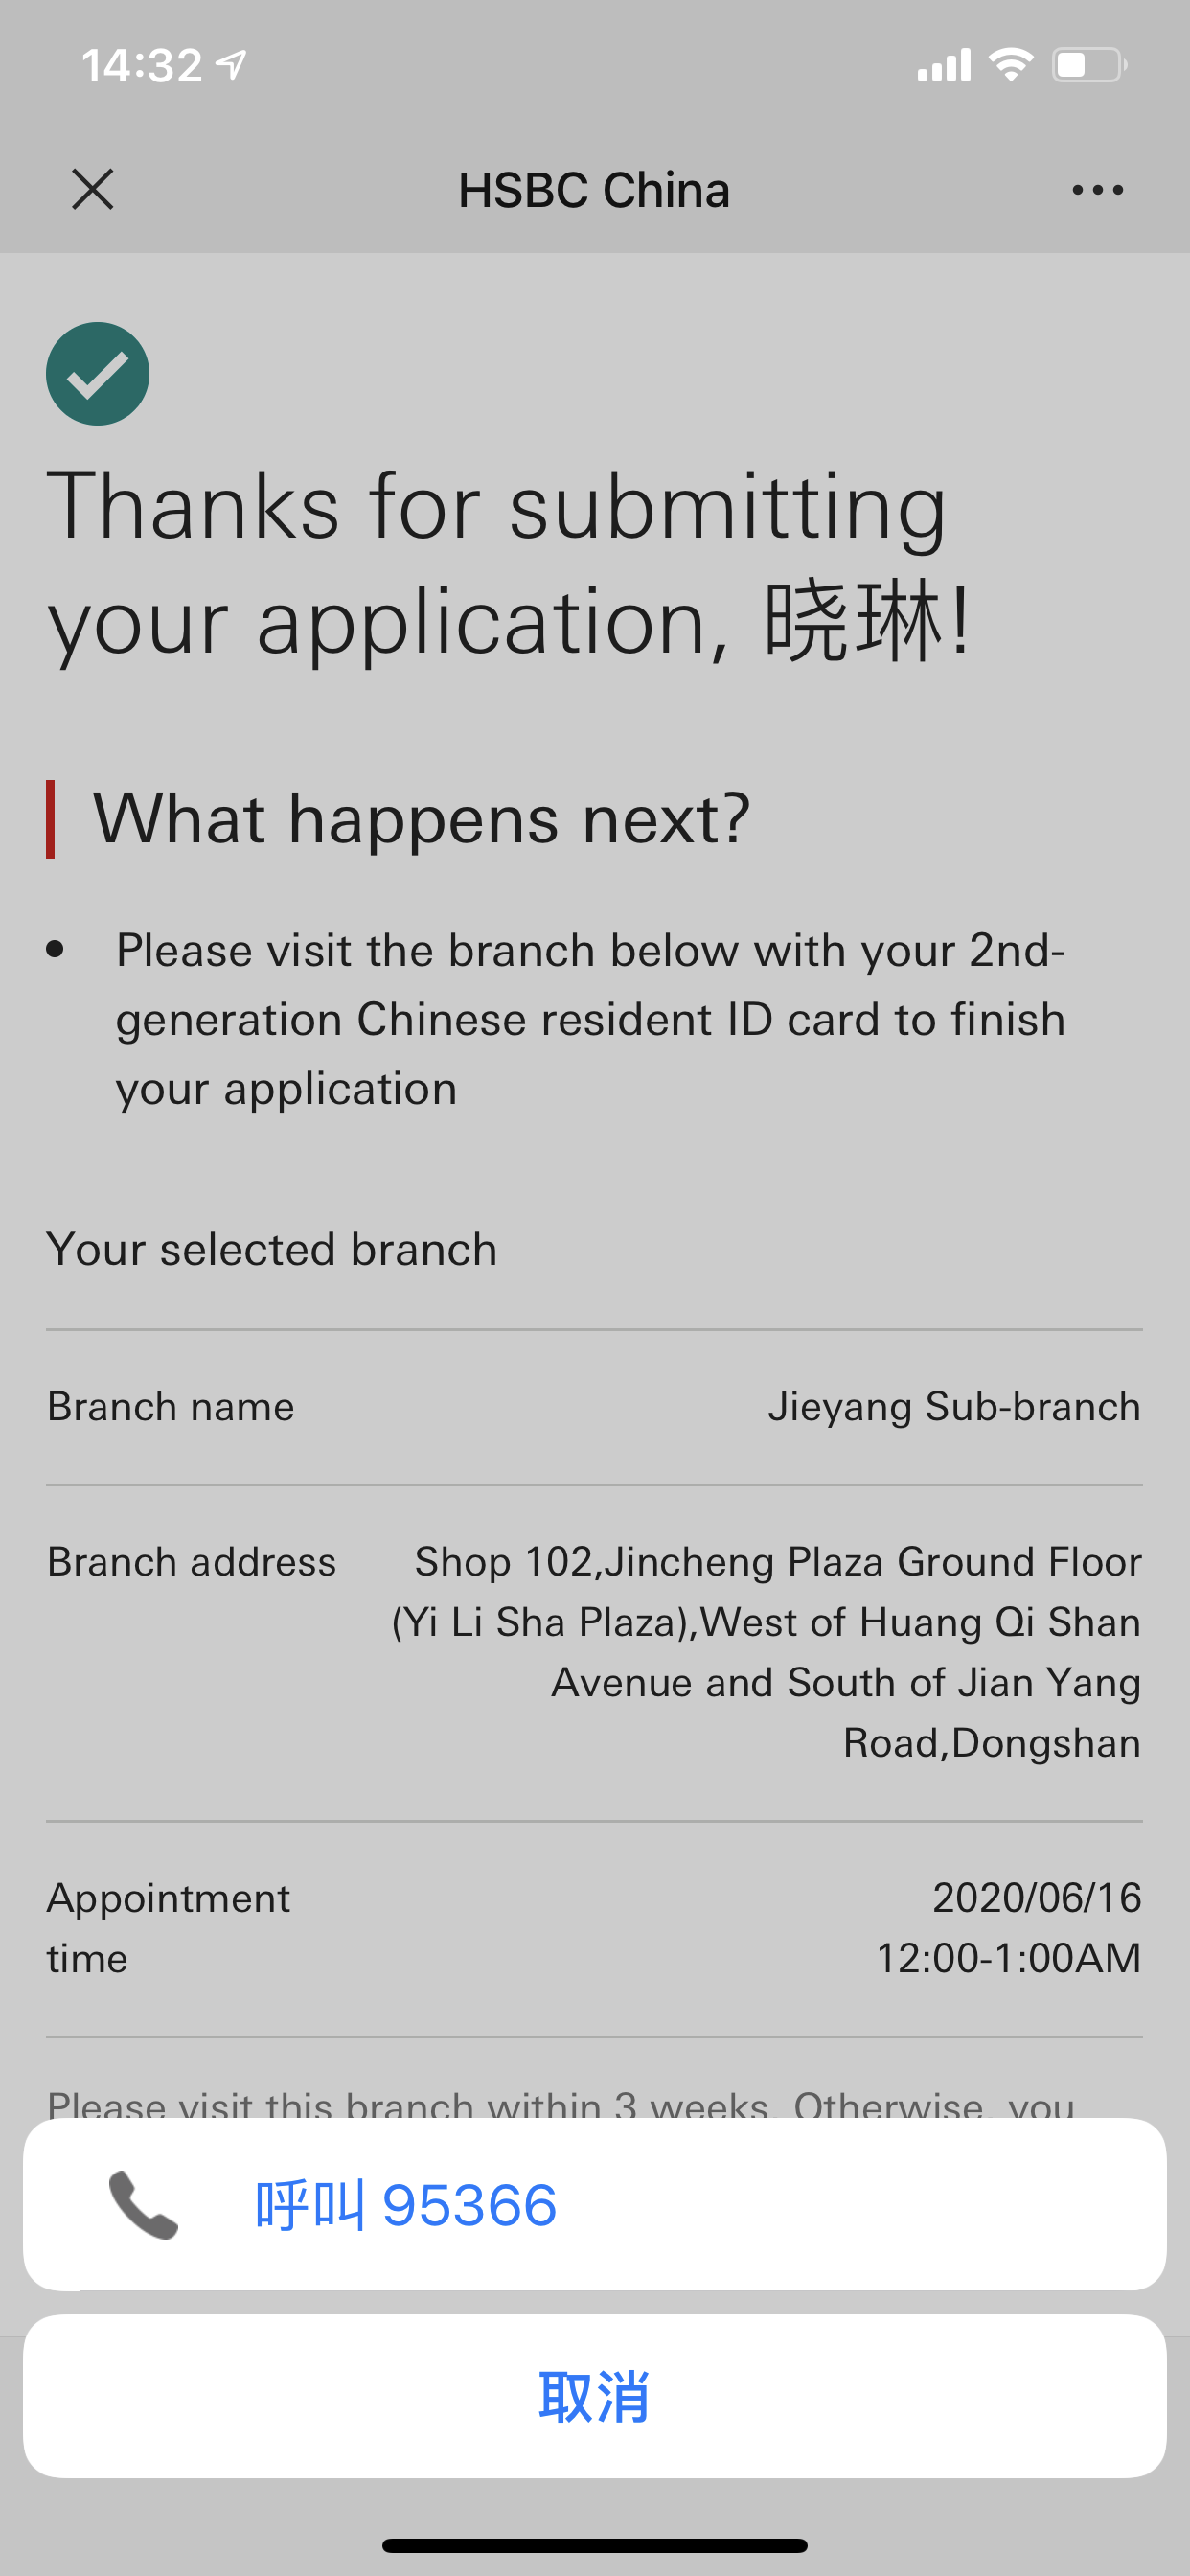 14:32
HSBC China
Thanks for submitting
your application, 晓琳!
What happens next?
Please visit the branch below with your 2nd-
generation Chinese resident ID card to finish
your application
Your selected branch
Branch name Jieyang Sub-branch
Branch address Shop 102,Jincheng Plaza Ground Floor
(Yi Li Sha Plaza),West of Huang Qi Shan
Avenue and South of Jian Yang
Road,Dongshan
Appointment 2020/06/16
time 12:00-1:00AM
Please visit this branch within 3 weeks. Otherwise, you
呼叫 95366
取消